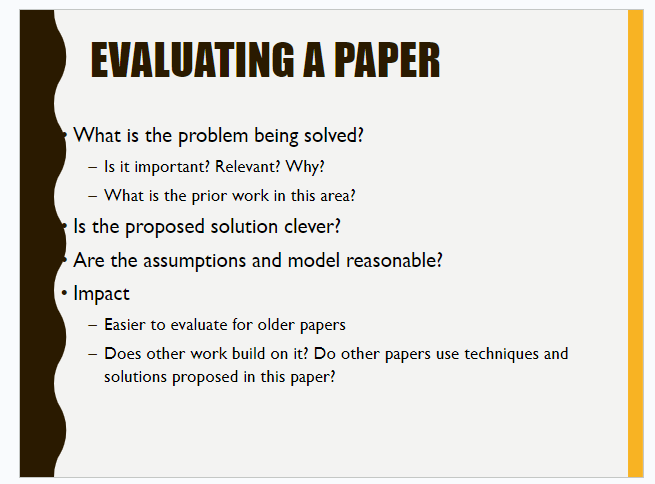 EVALUATING A PAPER
• What is the problem being solved?
– Is it important? Relevant? Why?
– What is the prior work in this area?
• Is the proposed solution clever?
• Are the assumptions and model reasonable?
• Impact
– Easier to evaluate for older papers
– Does other work build on it? Do other papers use techniques and
solutions proposed in this paper?